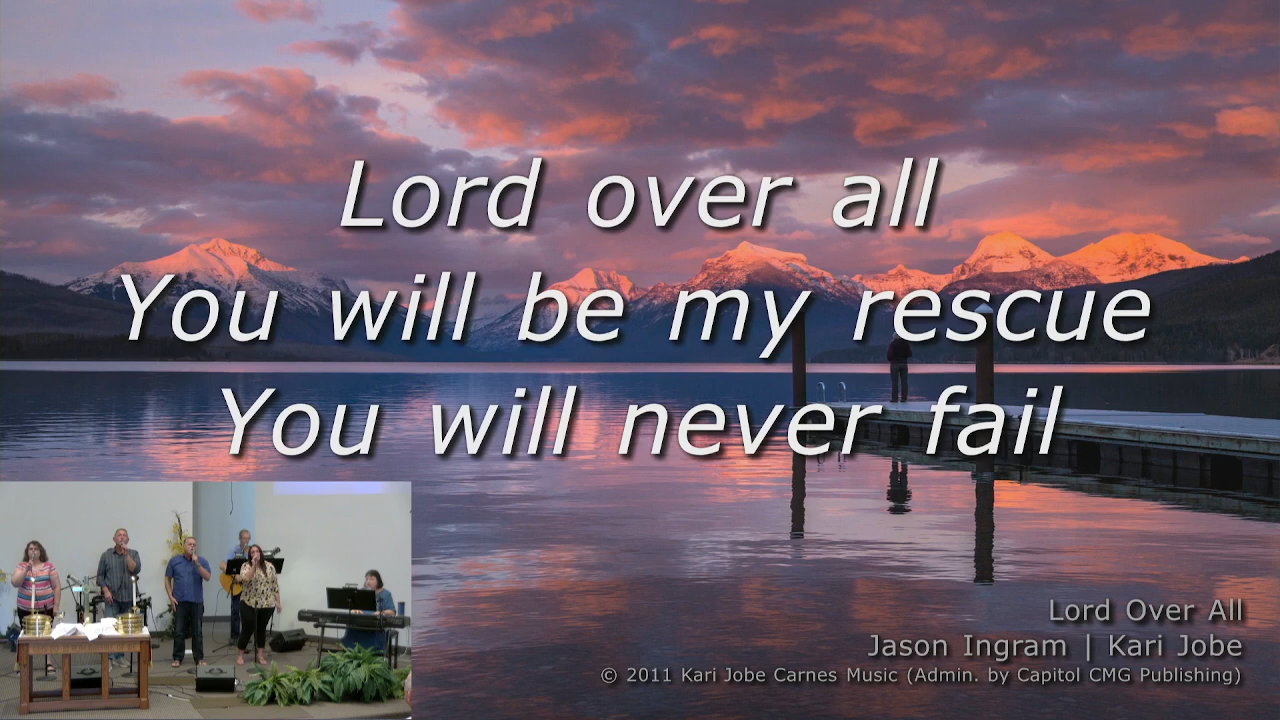 Lord over all
You will be my rescue
You will never fail
Lord Over All
Jason Ingram | Kari Jobe
© 2011 Kari Jobe Carnes Music (Admin. by Capitol CMG Publishing)